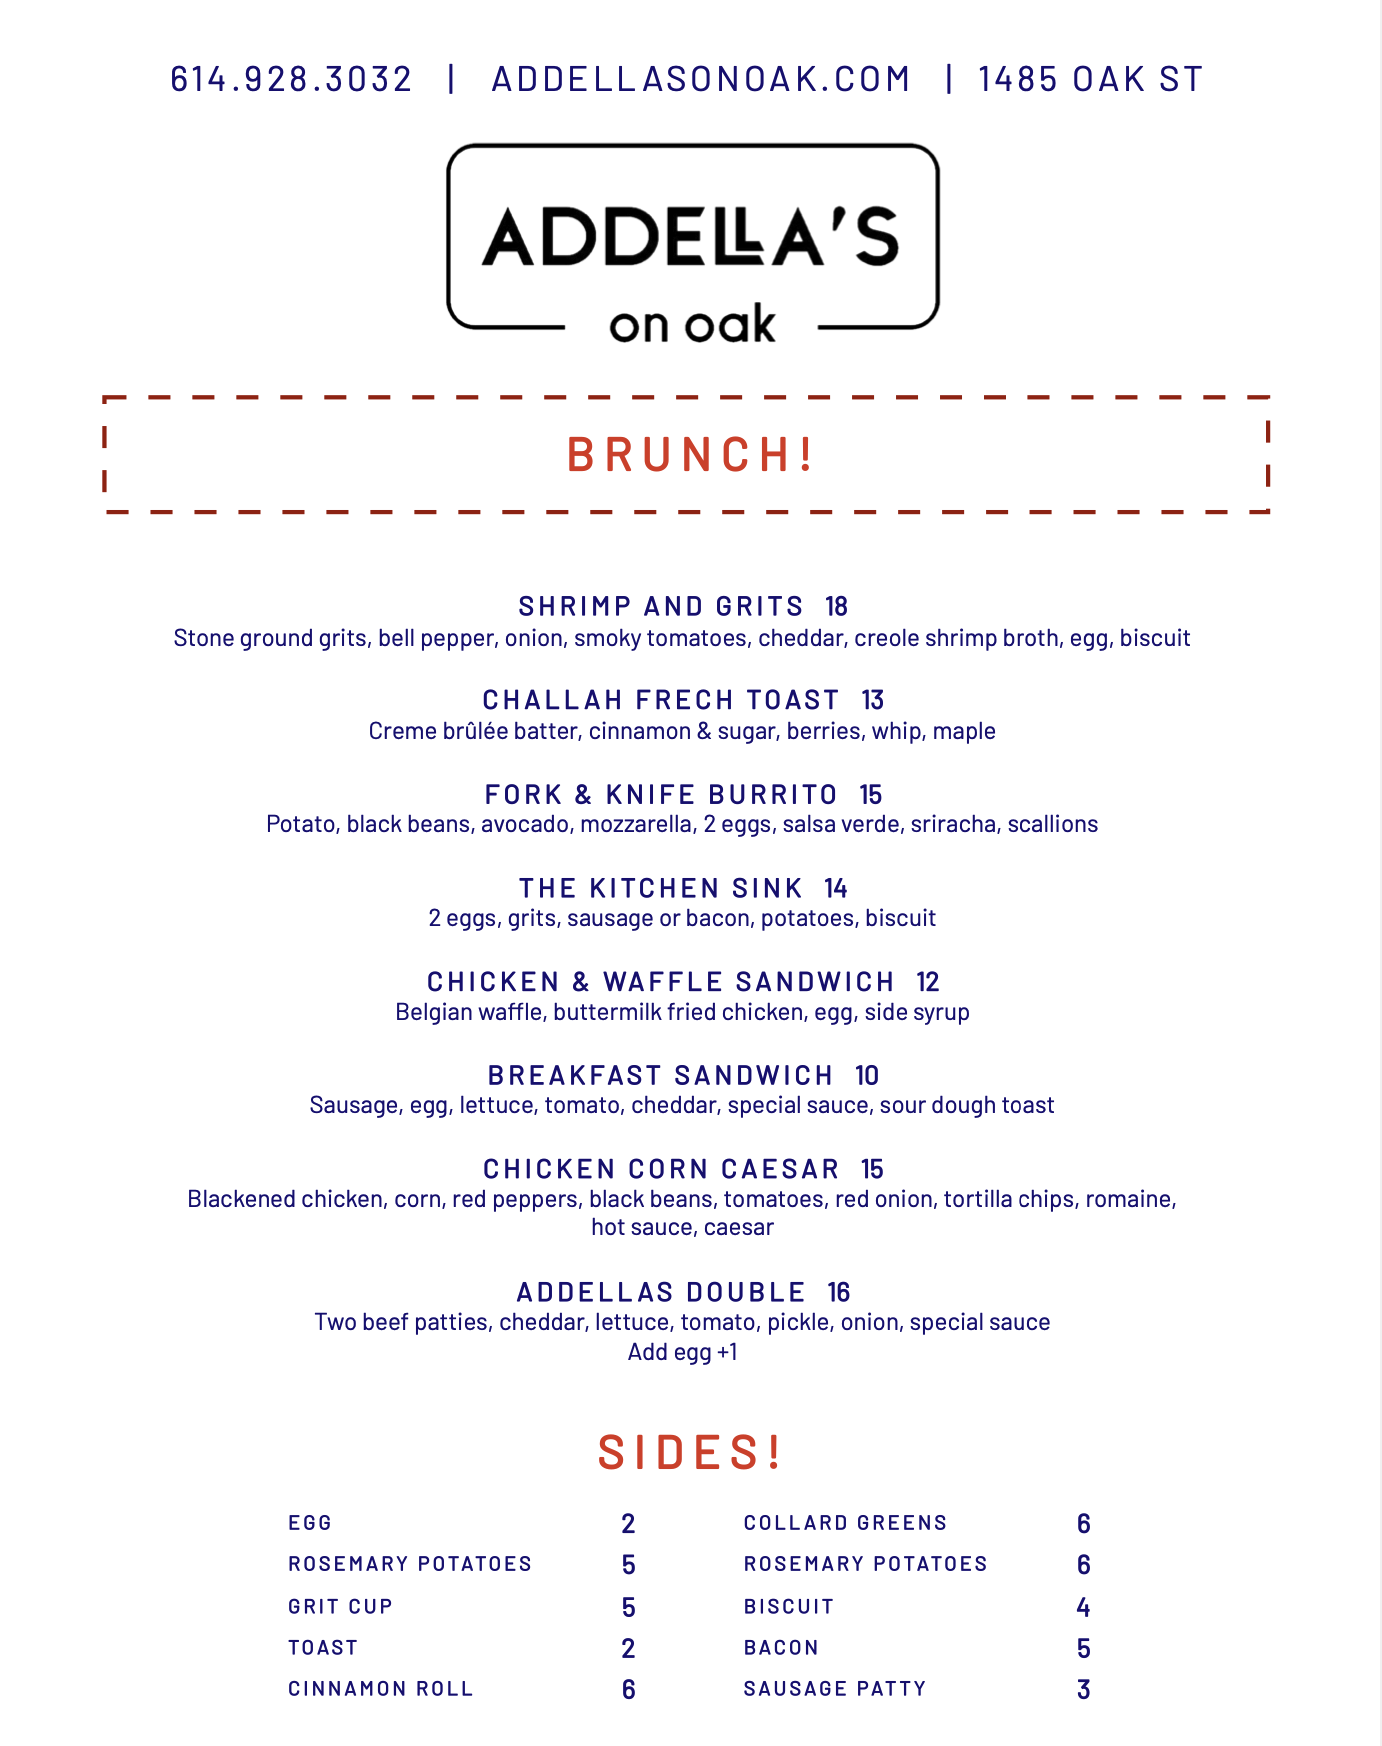 614.928.3032 | ADDELLASONOAK.COM | 1485 OAK ST
ADDELLA'S
on oak
BRUNCH!
SHRIMP AND GRITS 18
Stone ground grits, bell pepper, onion, smoky tomatoes, cheddar, creole shrimp broth, egg, biscuit
CHALLAH FRECH TOAST 13
Creme brûlée batter, cinnamon & sugar, berries, whip, maple
FORK & KNIFE BURRITO 15
Potato, black beans, avocado, mozzarella, 2 eggs, salsa verde, sriracha, scallions
THE KITCHEN SINK 14
2 eggs, grits, sausage or bacon, potatoes, biscuit
CHICKEN & WAFFLE SANDWICH 12
Belgian waffle, buttermilk fried chicken, egg, side syrup
BREAKFAST SANDWICH 10
Sausage, egg, lettuce, tomato, cheddar, special sauce, sour dough toast
CHICKEN CORN CAESAR 15
Blackened chicken, corn, red peppers, black beans, tomatoes, red onion, tortilla chips, romaine,
hot sauce, caesar
ADDELLAS DOUBLE 16
Two beef patties, cheddar, lettuce, tomato, pickle, onion, special sauce
Add egg +1
SIDES!
EGG 2
ROSEMARY POTATOES 5
GRIT CUP 5
TOAST 2
CINNAMON ROLL 6
COLLARD GREENS 6
ROSEMARY POTATOES 6
BISCUIT 4
BACON 5
SAUSAGE PATTY 3